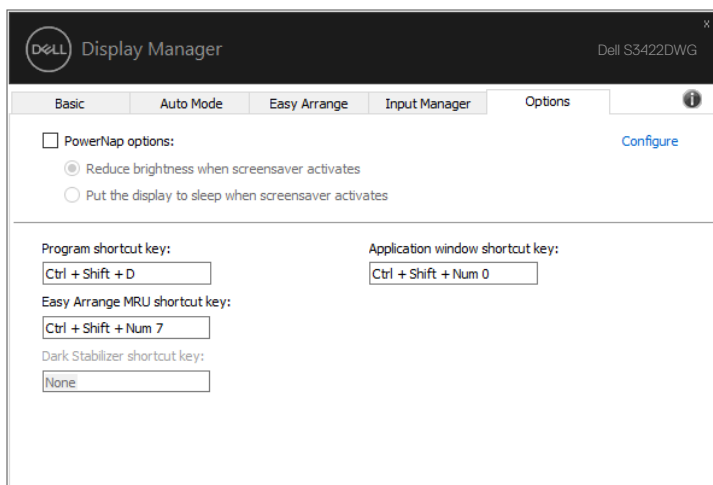 x
DELL Display Manager
Dell S3422DWG
Basic Auto Mode Easy Arrange Input Manager Options
PowerNap options:
Configure
Reduce brightness when screensaver activates
Put the display to sleep when screensaver activates
Program shortcut key:
Application window shortcut key:
Ctrl + Shift + D
Ctrl + Shift + Num 0
Easy Arrange MRU shortcut key:
Ctrl + Shift + Num 7
Dark Stabilizer shortcut key:
None